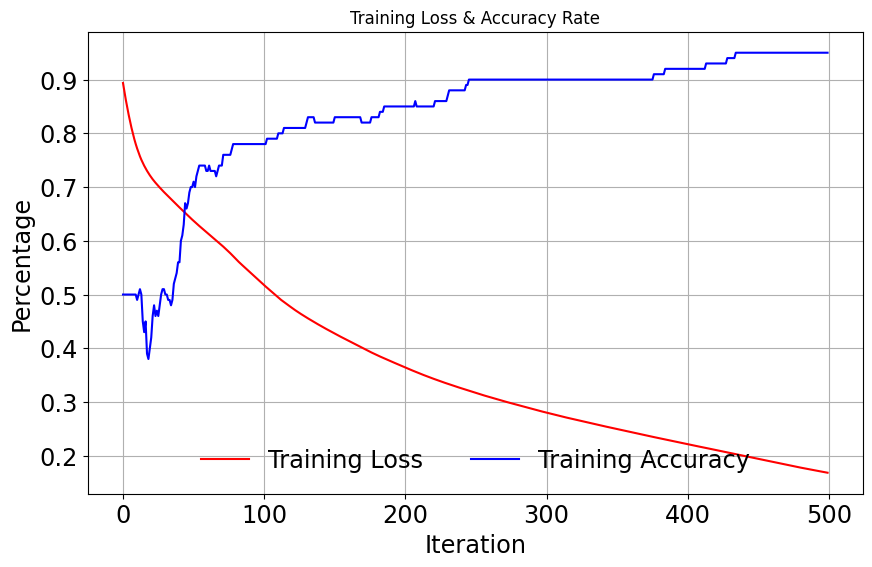 Training Loss & Accuracy Rate
Percentage
0.9
0.8
0.7
0.6
0.5
0.4
0.3
0.2
Training Loss Training Accuracy
0 100 200 300 400 500
Iteration